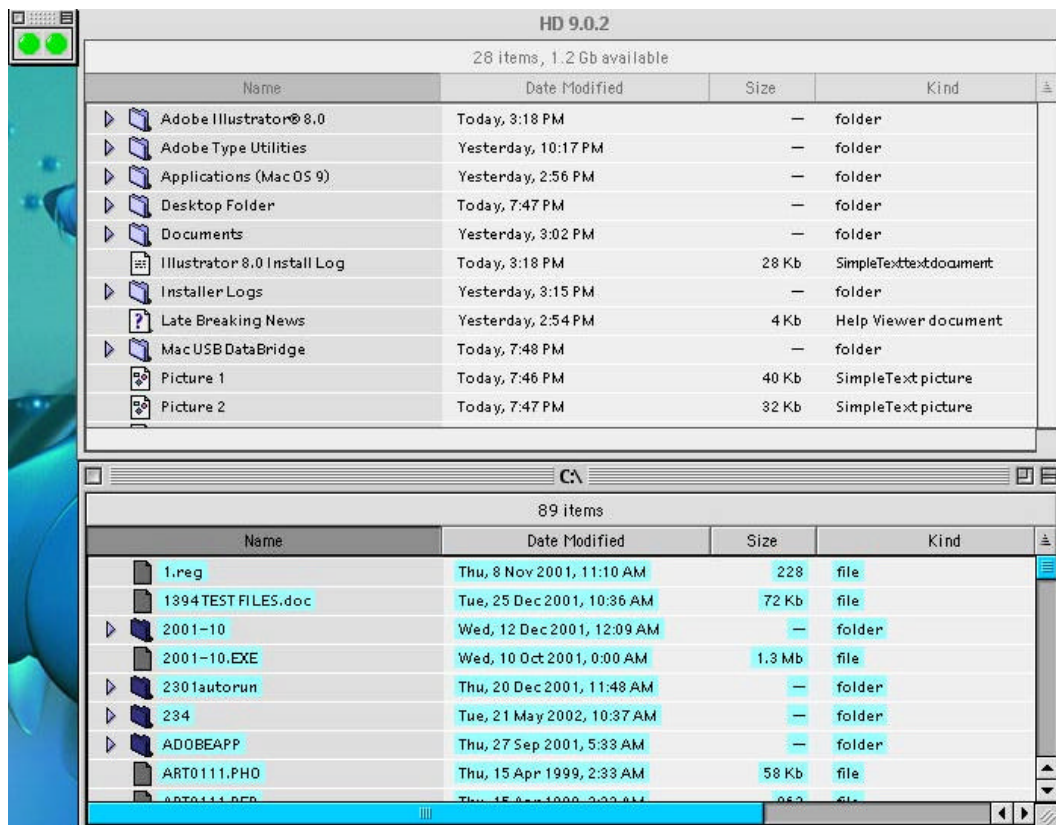 HD 9.0.2
28 items, 1.2 Gb available
Name Date Modified Size Kind
Adobe Illustrator® 8.0 Today, 3:18 PM — folder
Adobe Type Utilities Yesterday, 10:17 PM — folder
Applications (Mac OS 9) Yesterday, 2:56 PM — folder
Desktop Folder Today, 7:47 PM — folder
Documents Yesterday, 3:02 PM — folder
Illustrator 8.0 Install Log Today, 3:18 PM 28 Kb SimpleText text document
Installer Logs Yesterday, 3:15 PM — folder
Late Breaking News Yesterday, 2:54 PM 4 Kb Help Viewer document
Mac USB DataBridge Today, 7:48 PM — folder
Picture 1 Today, 7:46 PM 40 Kb SimpleText picture
Picture 2 Today, 7:47 PM 32 Kb SimpleText picture
C:\
89 items
Name Date Modified Size Kind
1.reg Thu, 8 Nov 2001, 11:10 AM 228 file
1394 TEST FILES.doc Tue, 25 Dec 2001, 10:36 AM 72 Kb file
2001-10 Wed, 12 Dec 2001, 12:09 AM — folder
2001-10.EXE Wed, 10 Oct 2001, 0:00 AM 1.3 Mb file
2301autorun Thu, 20 Dec 2001, 11:48 AM — folder
234 Tue, 21 May 2002, 10:37 AM — folder
ADOBEAPP Thu, 27 Sep 2001, 5:33 AM — folder
ART0111.PHO Thu, 15 Apr 1999, 2:33 AM 58 Kb file